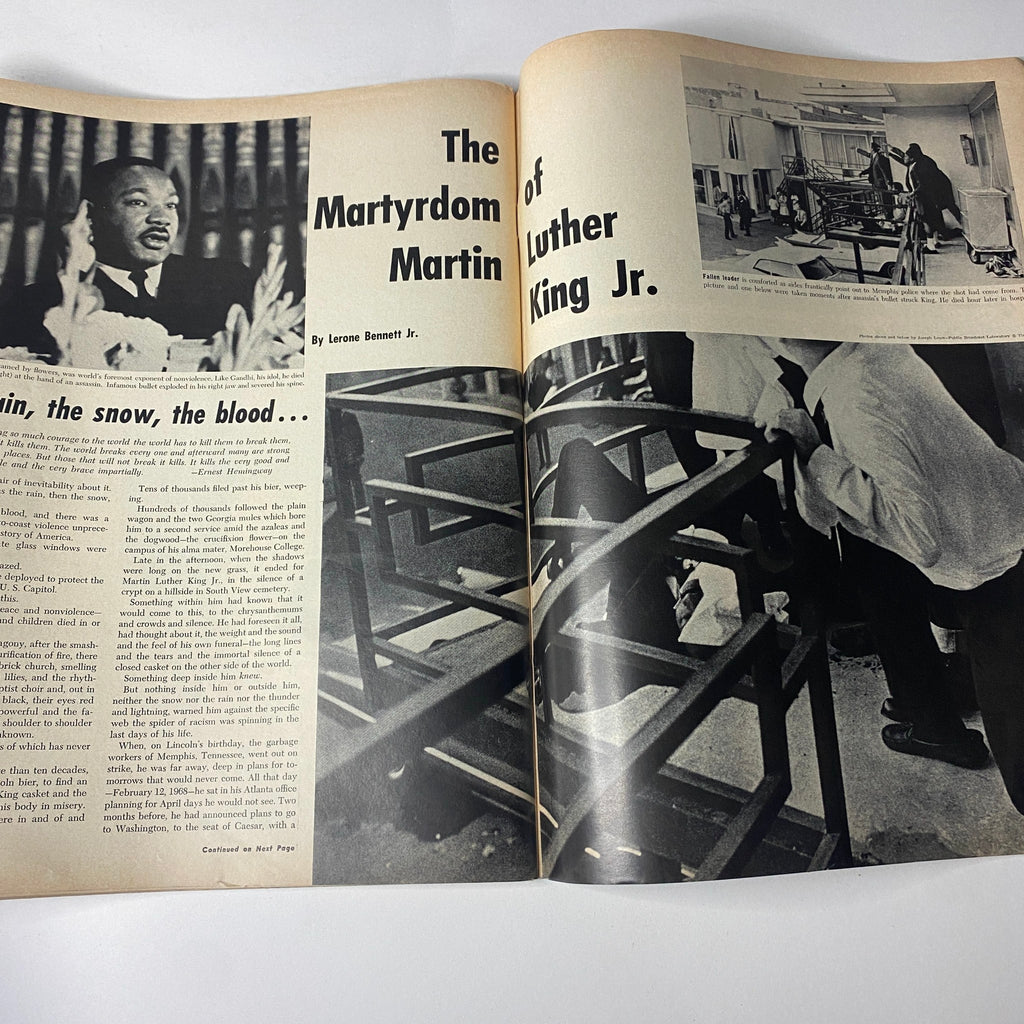 The
Martyrdom
Martin
of
Luther
King Jr.
By Lerone Bennett Jr.
Fallen leader is comforted as aides frantically point out to Memphis police where the shot had come from.
picture and one below were taken moments after assassin's bullet struck King. He died hour later in
by flowers, was world's foremost exponent of nonviolence. Like Gandhi, his idol, he died
at the hand of an assassin. Infamous bullet exploded in his right jaw and severed his spine.
in, the snow, the blood...
so much courage to the world the world has to kill them to break them,
kills them. The world breaks every one and afterward many are strong
places. But those that will not break it kills. It kills the very good and
and the very brave impartially. —Ernest Hemingway
air of inevitability about it.
the rain, then the snow,
blood, and there was a
-coast violence unprece-
story of America.
glass windows were
deployed to protect the
U. S. Capitol.
this.
and nonviolence—
and children died in or
agony, after the smash-
of fire, there
brick church, smelling
lilies, and the rhyth-
choir and, out in
black, their eyes red
powerful and the fa-
shoulder to shoulder
s of which has never
than ten decades,
bier, to find an
King casket and the
his body in misery.
in and of and
Tens of thousands filed past his bier, weep-
ing.
Hundreds of thousands followed the plain
wagon and the two Georgia mules which bore
him to a second service amid the azaleas and
the dogwood—the crucifixion flower—on the
campus of his alma mater, Morehouse College.
Late in the afternoon, when the shadows
were long on the new grass, it ended for
Martin Luther King Jr., in the silence of a
crypt on a hillside in South View cemetery.
Something within him had known that it
would come to this, to the chrysanthemums
and crowds and silence. He had foreseen it all,
had thought about it, the weight and the sound
and the feel of his own funeral—the long lines
and the tears and the immortal silence of a
closed casket on the other side of the world.
Something deep inside him knew.
But nothing inside him or outside him,
neither the snow nor the rain nor the thunder
and lightning, warned him against the specific
web the spider of racism was spinning in the
last days of his life.
When, on Lincoln's birthday, the garbage
workers of Memphis, Tennessee, went out on
strike, he was far away, deep in plans for to-
morrows that would never come. All that day
—February 12, 1968—he sat in his Atlanta office
planning for April days he would not see. Two
months before, he had announced plans to go
to Washington, to the seat of Caesar, with a
Continued on Next Page